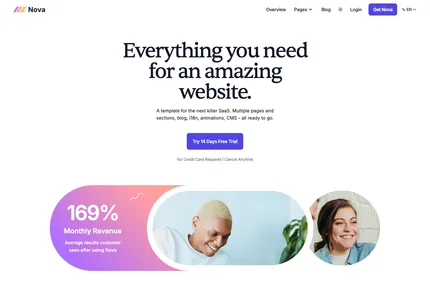 Nova
Overview
Pages
Blog
Login
Get Nova
EN
Everything you need
for an amazing
website.
A template for the next killer SaaS. Multiple pages and
sections, blog, i18n, animations, CMS - all ready to go.
Try 14 Days Free Trial
No Credit Card Required / Cancel Anytime
169%
Monthly Revenue
Average results customer
sees after using Nova